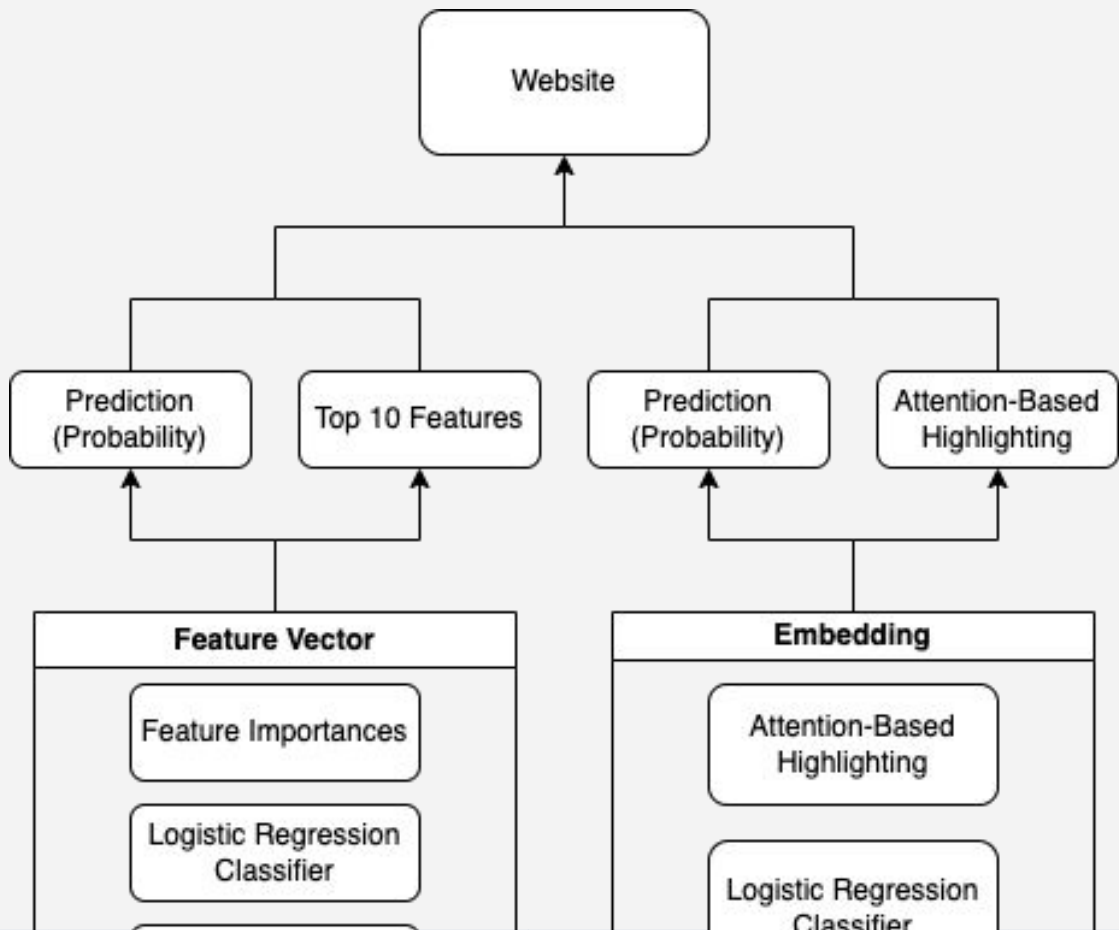 Website
Prediction
(Probability)
Top 10 Features
Prediction
(Probability)
Attention-Based
Highlighting
Feature Vector
Feature Importances
Logistic Regression
Classifier
Embedding
Attention-Based
Highlighting
Logistic Regression
Classifier